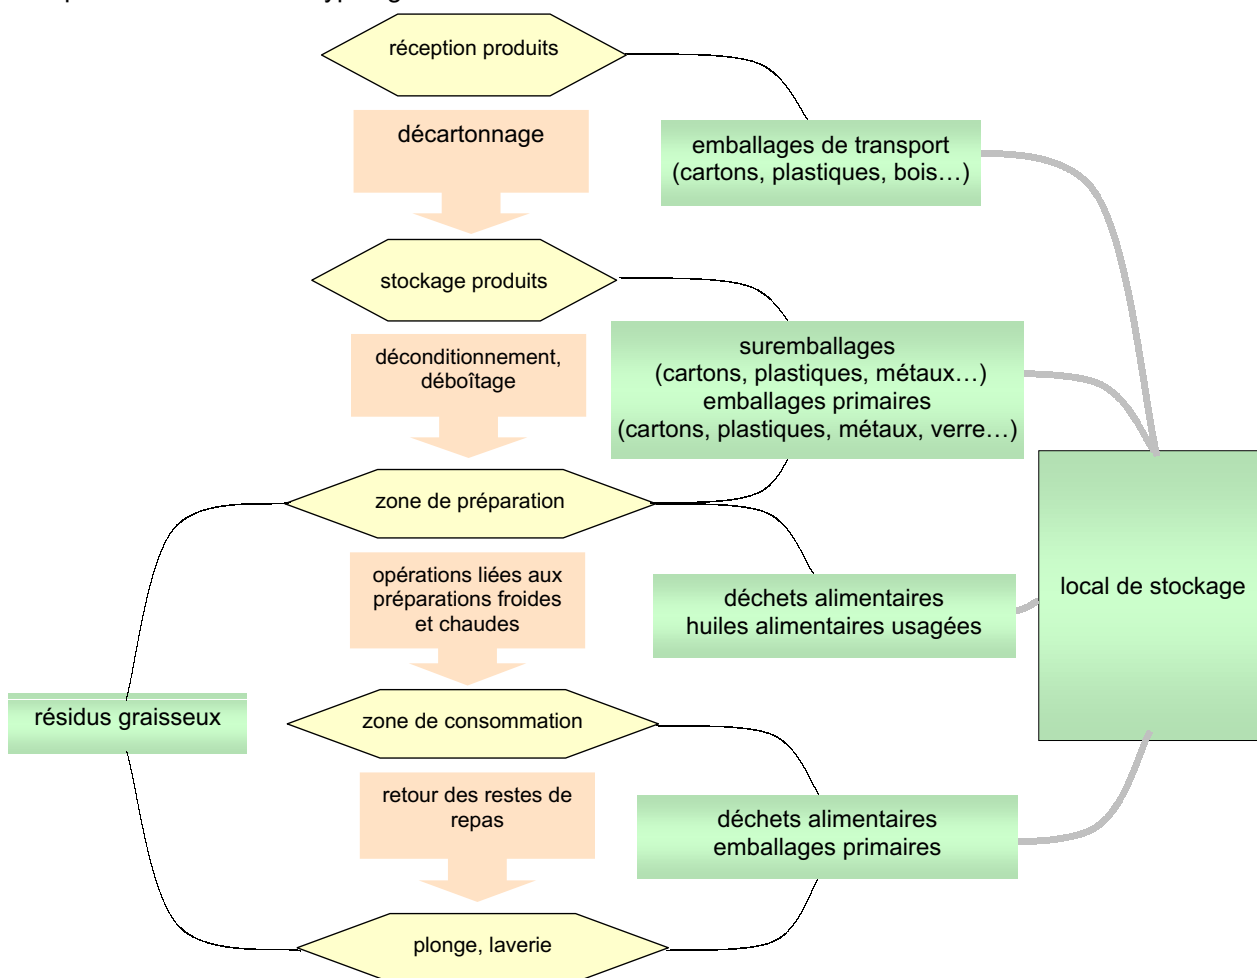 réception produits
décartonnage
emballages de transport
(cartons, plastiques, bois…)
stockage produits
déconditionnement,
déboîtage
suremballages
(cartons, plastiques, métaux…)
emballages primaires
(cartons, plastiques, métaux, verre…)
zone de préparation
opérations liées aux
préparations froides
et chaudes
déchets alimentaires
huiles alimentaires usagées
local de stockage
résidus graisseux
zone de consommation
retour des restes de
repas
déchets alimentaires
emballages primaires
plonge, laverie